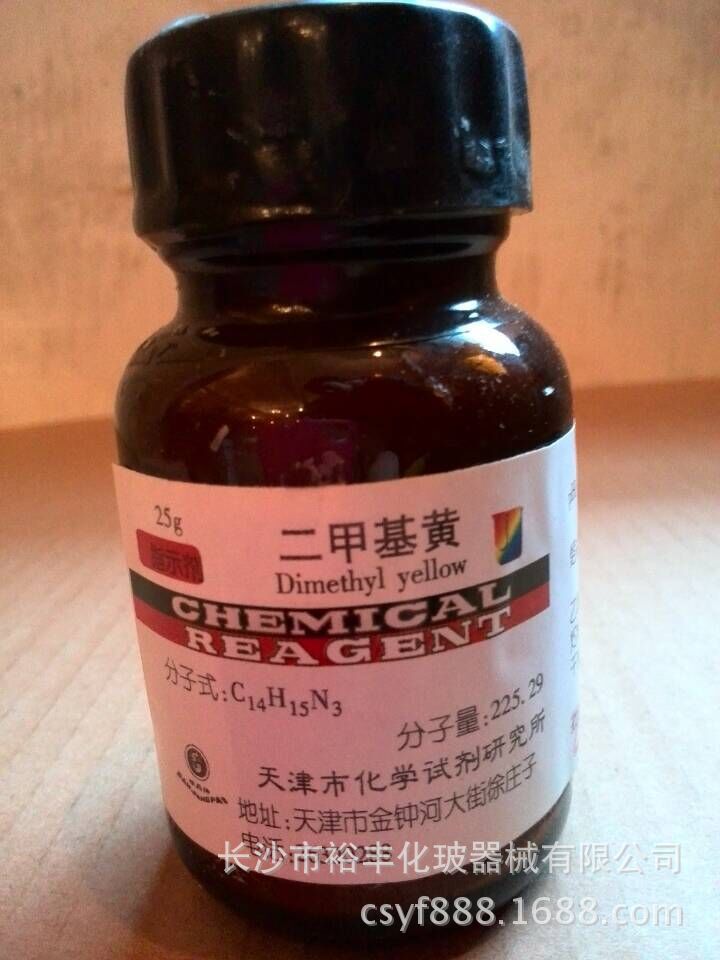 25g
指示剂
二甲基黄
Dimethyl yellow
CHEMICAL
REAGENT
分子式:C₁₄H₁₅N₃
分子量:225.29
天津市化学试剂研究所
地址:天津市金钟河大街徐庄子
电话:
长沙市裕丰化玻器械有限公司
csyf888.1688.com